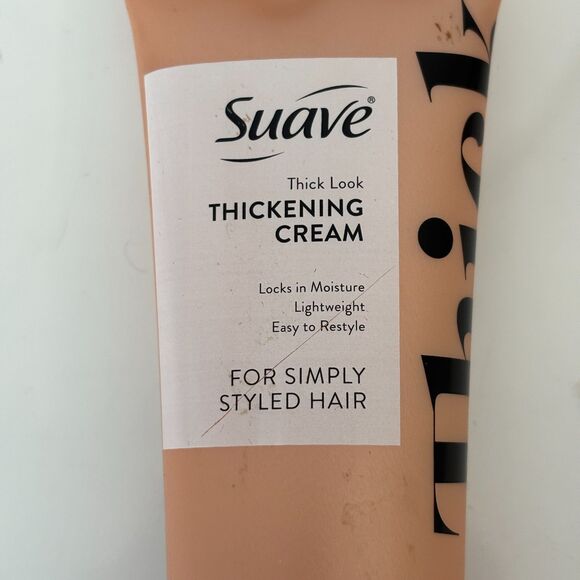 Suave®
Thick Look
THICKENING
CREAM
Locks in Moisture
Lightweight
Easy to Restyle
FOR SIMPLY
STYLED HAIR